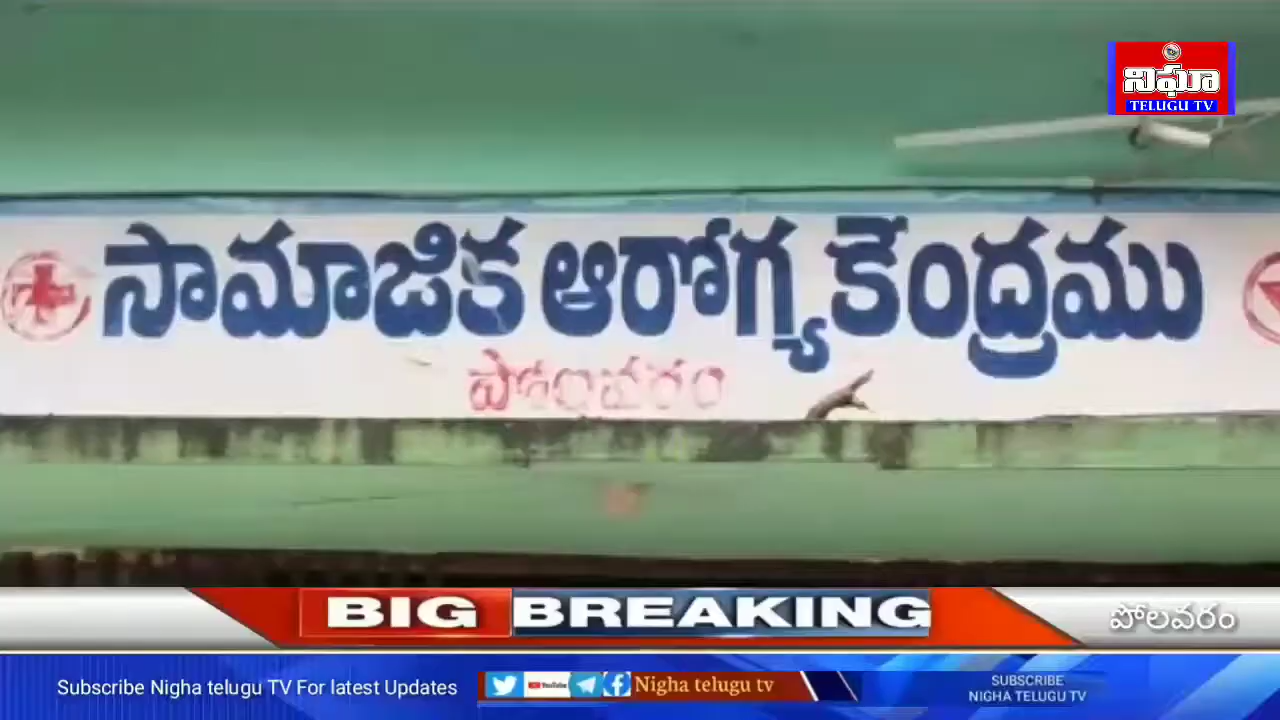 నిఘా
TELUGU TV
సామాజిక ఆరోగ్య కేంద్రము
పోలవరం
BIG BREAKING
పోలవరం
Subscribe Nigha telugu TV For latest Updates
YouTube
Nigha telugu tv
SUBSCRIBE
NIGHA TELUGU TV